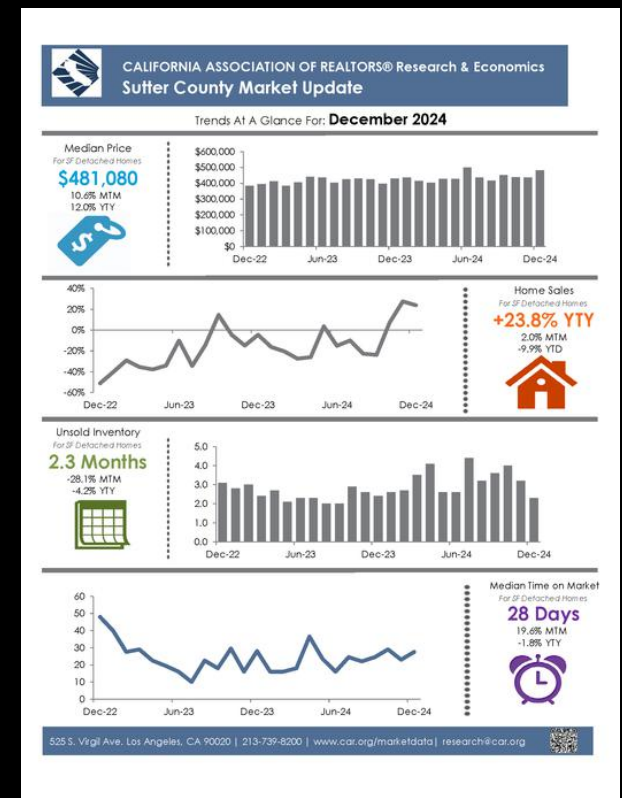 CALIFORNIA ASSOCIATION OF REALTORS® Research & Economics
Sutter County Market Update
Trends At A Glance For: December 2024
Median Price
For SF Detached Homes
$481,080
10.6% MTM
12.0% YTY
$600,000
$500,000
$400,000
$300,000
$200,000
$100,000
$0
Dec-22 Jun-23 Dec-23 Jun-24 Dec-24
40%
20%
0%
-20%
-40%
-60%
Dec-22 Jun-23 Dec-23 Jun-24 Dec-24
Home Sales
For SF Detached Homes
+23.8% YTY
2.0% MTM
-9.9% YTD
Unsold Inventory
For SF Detached Homes
2.3 Months
-28.1% MTM
-4.2% YTY
5.0
4.0
3.0
2.0
1.0
0.0
Dec-22 Jun-23 Dec-23 Jun-24 Dec-24
60
50
40
30
20
10
0
Dec-22 Jun-23 Dec-23 Jun-24 Dec-24
Median Time on Market
For SF Detached Homes
28 Days
19.6% MTM
-1.8% YTY
525 S. Virgil Ave. Los Angeles, CA 90020 | 213-739-8200 | www.car.org/marketdata| research@car.org